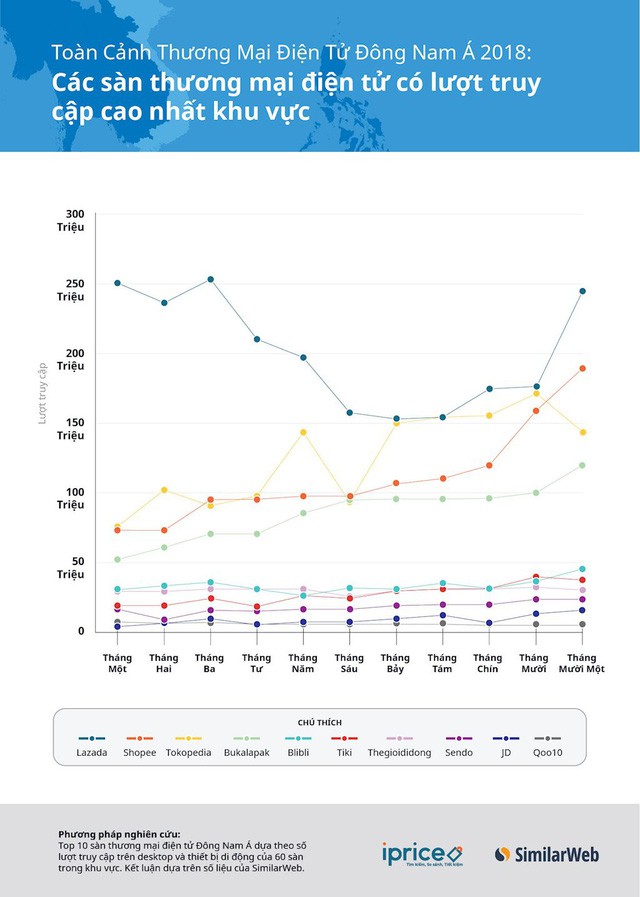 Toàn Cảnh Thương Mại Điện Tử Đông Nam Á 2018:
Các sàn thương mại điện tử có lượt truy
cập cao nhất khu vực
300
Triệu
250
Triệu
200
Triệu
150
Triệu
100
Triệu
50
Triệu
0
Lượt truy cập
Tháng
Một
Tháng
Hai
Tháng
Ba
Tháng
Tư
Tháng
Năm
Tháng
Sáu
Tháng
Bảy
Tháng
Tám
Tháng
Chín
Tháng
Mười
Tháng
Mười Một
CHÚ THÍCH
Lazada Shopee Tokopedia Bukalapak Blibli Tiki Thegioididong Sendo JD Qoo10
Phương pháp nghiên cứu:
Top 10 sàn thương mại điện tử Đông Nam Á dựa theo số
lượt truy cập trên desktop và thiết bị di động của 60 sàn
trong khu vực. Kết luận dựa trên số liệu của SimilarWeb.
iprice
Tìm kiếm, So sánh, Tiết kiệm
SimilarWeb